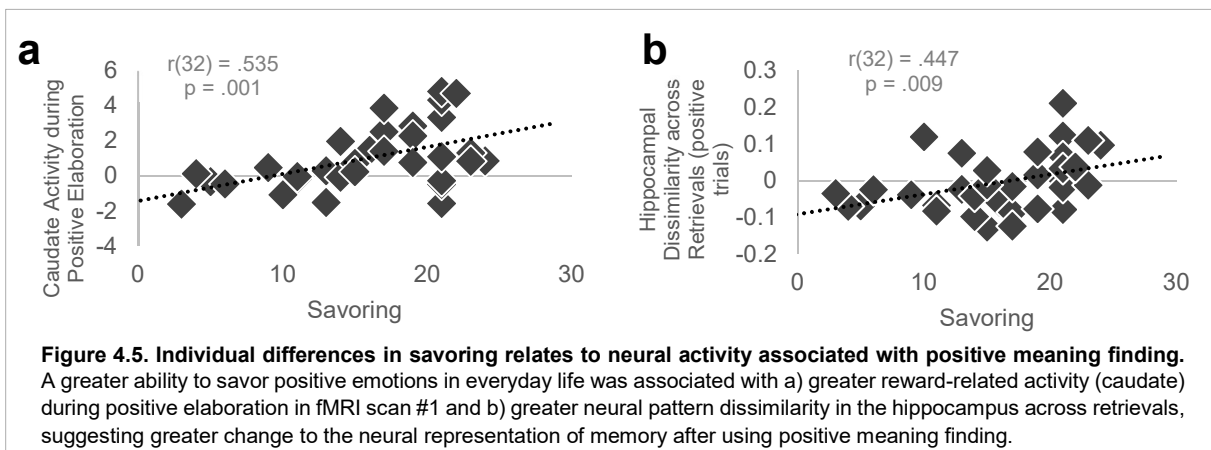 a
r(32) = .535
p = .001
Caudate Activity during
Positive Elaboration
6
4
2
0
-2
-4
0
10
20
30
Savoring
b
r(32) = .447
p = .009
Hippocampal
Dissimilarity across
Retrievals (positive
trials)
0.3
0.2
0.1
0
-0.1
-0.2
0
10
20
30
Savoring
Figure 4.5. Individual differences in savoring relates to neural activity associated with positive meaning finding.
A greater ability to savor positive emotions in everyday life was associated with a) greater reward-related activity (caudate)
during positive elaboration in fMRI scan #1 and b) greater neural pattern dissimilarity in the hippocampus across retrievals,
suggesting greater change to the neural representation of memory after using positive meaning finding.